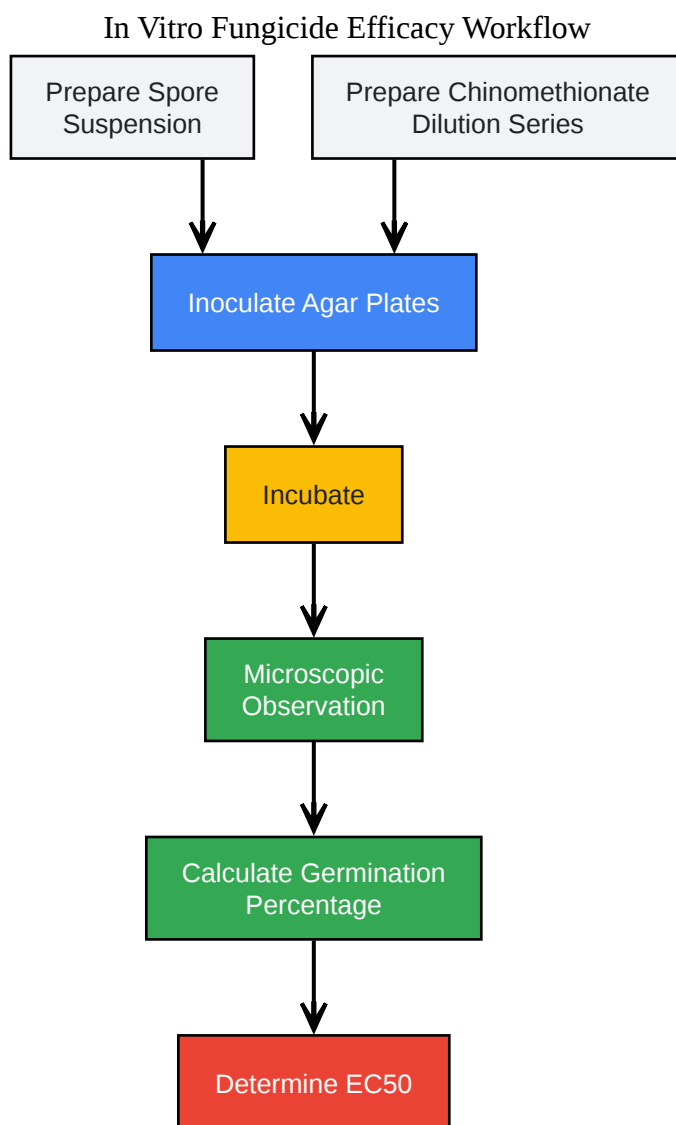 In Vitro Fungicide Efficacy Workflow
Prepare Spore
Suspension
Prepare Chinomethionate
Dilution Series
Inoculate Agar Plates
Incubate
Microscopic
Observation
Calculate Germination
Percentage
Determine EC50